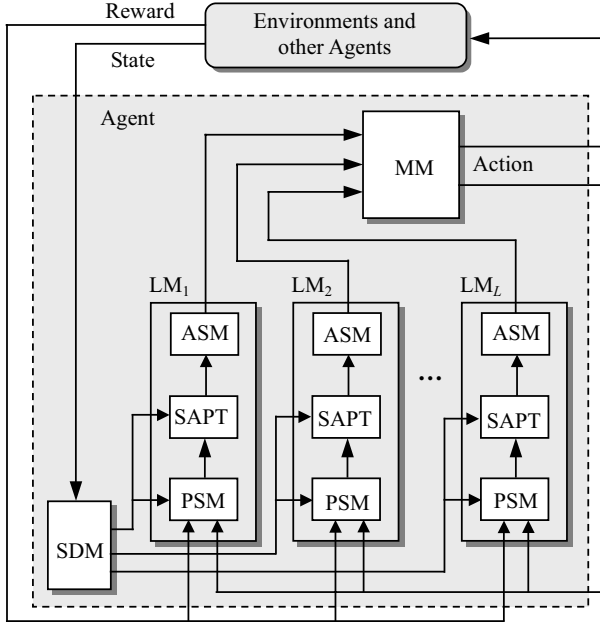 Reward
Environments and
other Agents
State
Agent
MM
Action
LM1
LM2
LML
ASM
ASM
ASM
...
SAPT
SAPT
SAPT
PSM
PSM
PSM
SDM